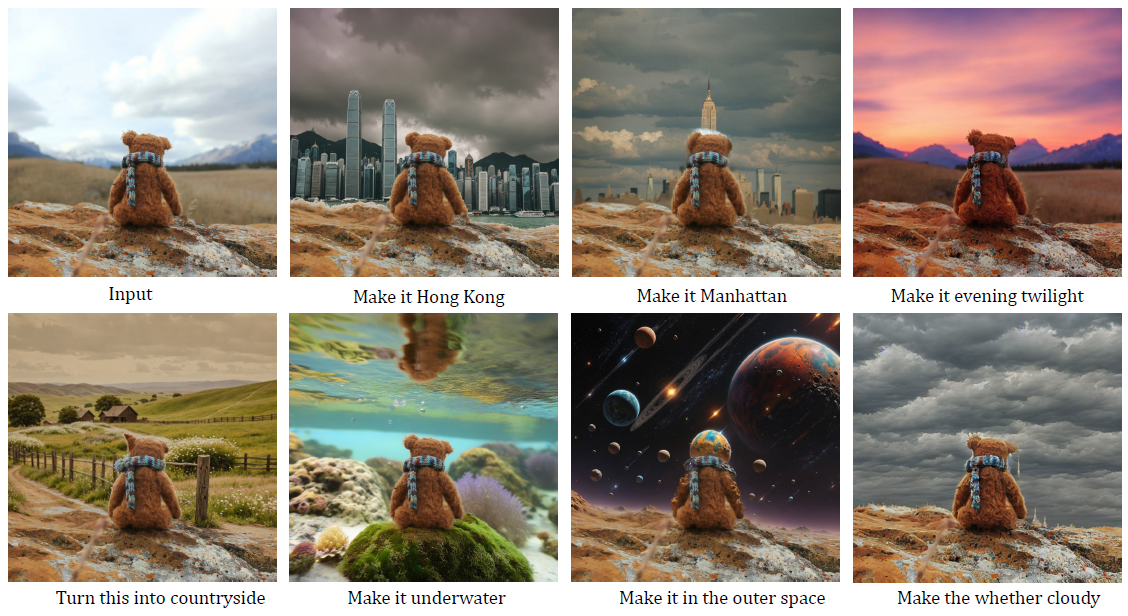 Input
Make it Hong Kong
Make it Manhattan
Make it evening twilight
Turn this into countryside
Make it underwater
Make it in the outer space
Make the whether cloudy